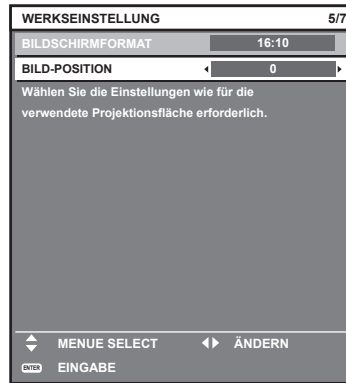 WERKSEINSTELLUNG 5/7
BILDSCHIRMFORMAT 16:10
BILD-POSITION 0
Wählen Sie die Einstellungen wie für die
verwendete Projektionsfläche erforderlich.
MENUE SELECT ÄNDERN
ENTER EINGABE